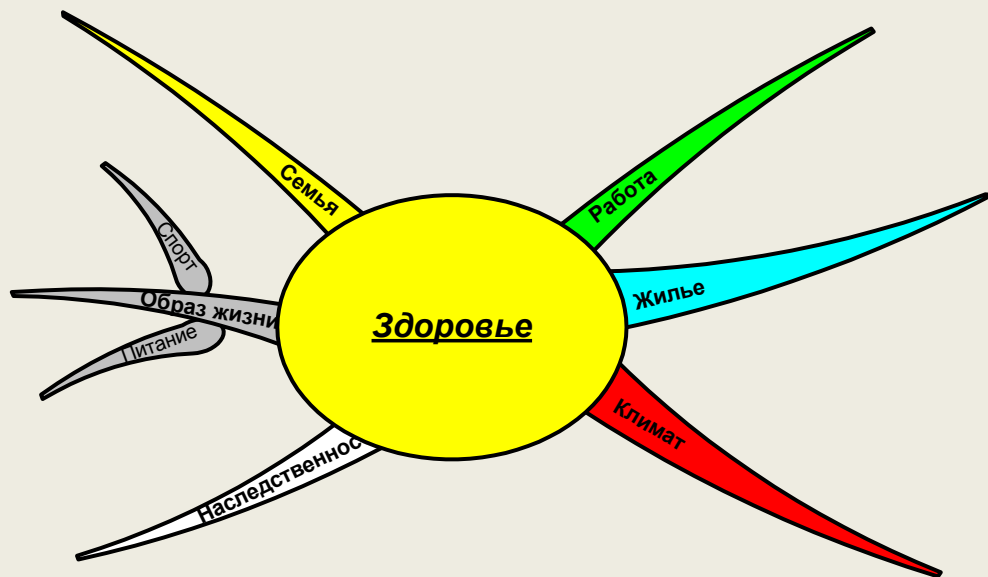 Семья
Работа
Спорт
Жилье
Образ жизни
Здоровье
Питание
Климат
Наследственнос